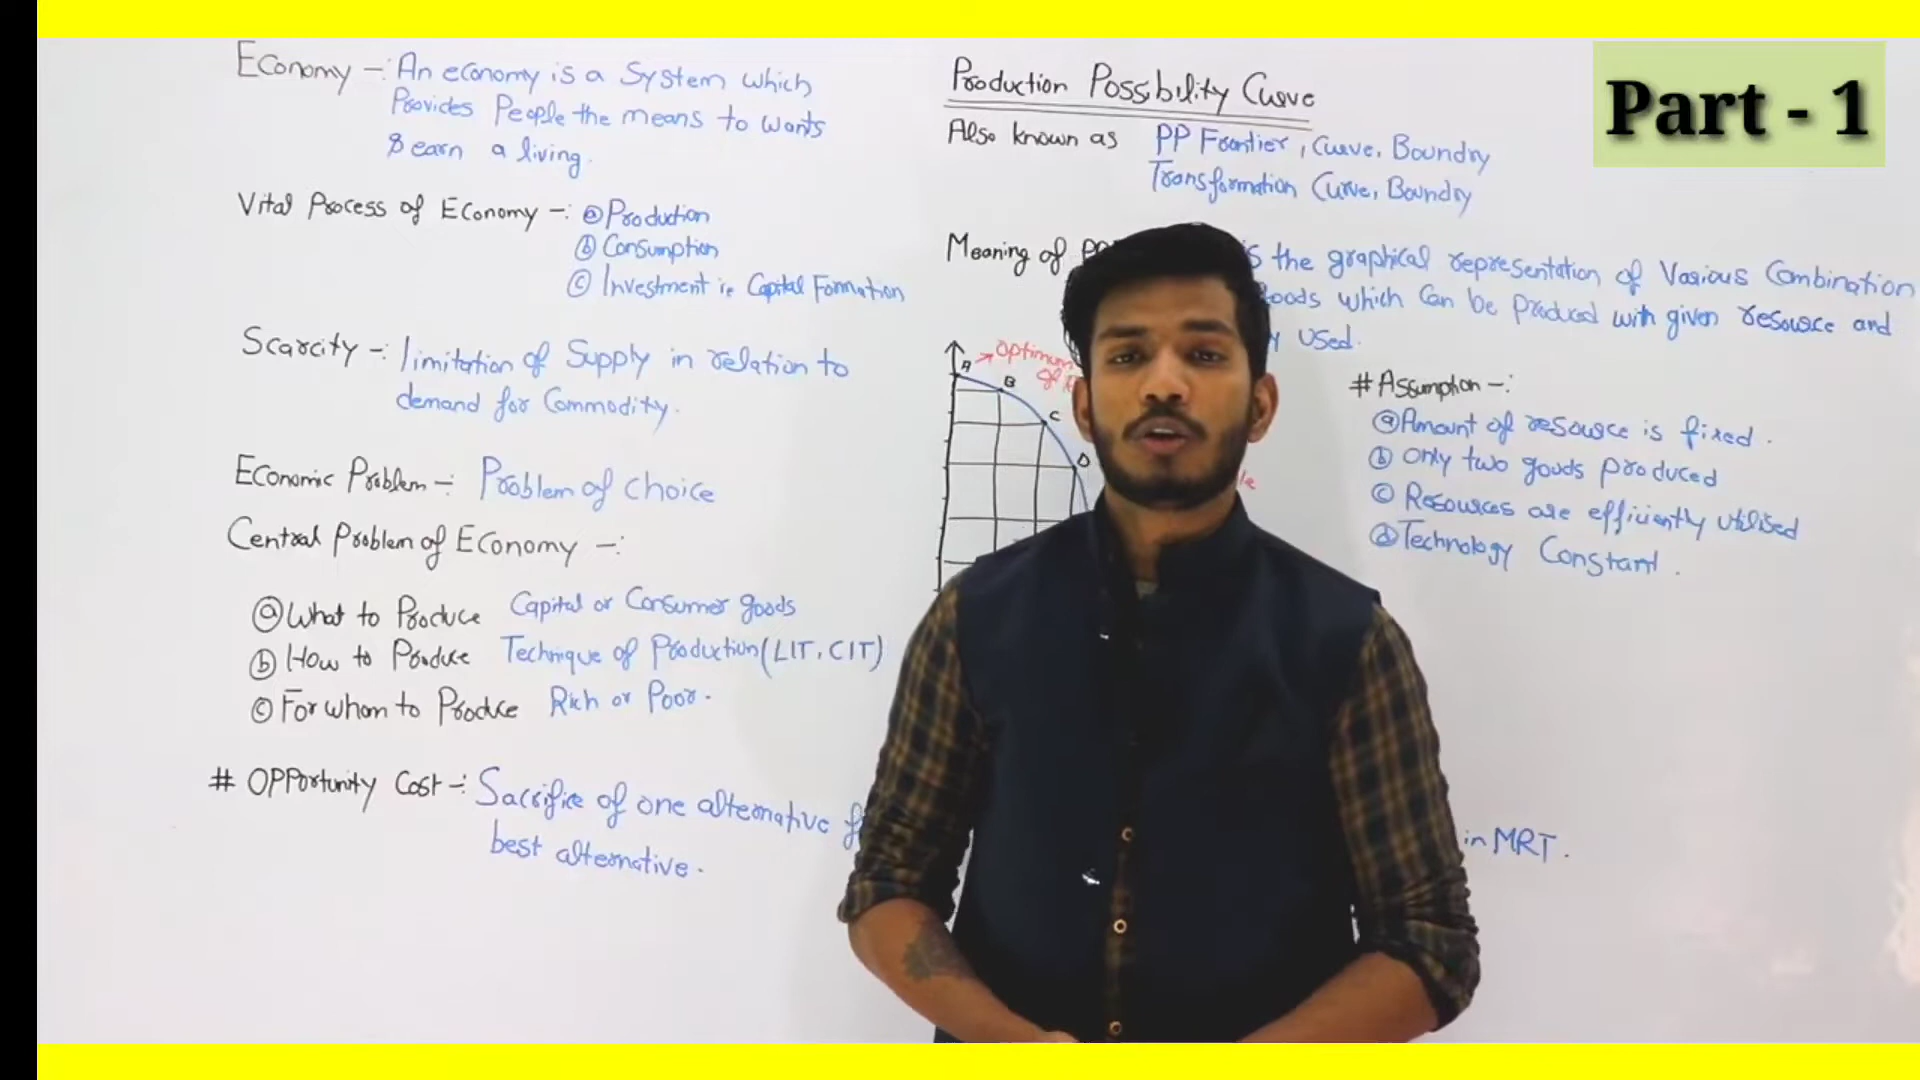 Economy -: An economy is a System which
Provides People the means to wants
& earn a living.
Vital Process of Economy -: ⓐ Production
ⓑ Consumption
ⓒ Investment ie Capital Formation
Scarcity -: limitation of Supply in relation to
demand for Commodity.
Economic Problem -: Problem of choice
Central Problem of Economy -:
ⓐ What to Produce Capital or Consumer goods
ⓑ How to Produce Technique of Production (LIT, CIT)
ⓒ For whom to Produce Rich or Poor.
# Opportunity Cost -: Sacrifice of one alternative
best alternative.
Production Possibility Curve
Also known as PP Frontier, Curve, Boundry
Transformation Curve, Boundry
Meaning of
the graphical representation of Various Combination
which can be produced with given resource and
used.
A
→ optimum
of
B
C
D
# Assumption -:
ⓐ Amount of resource is fixed.
ⓑ Only two goods produced
ⓒ Resources are efficiently utilised
ⓓ Technology Constant.
in MRT.
Part - 1